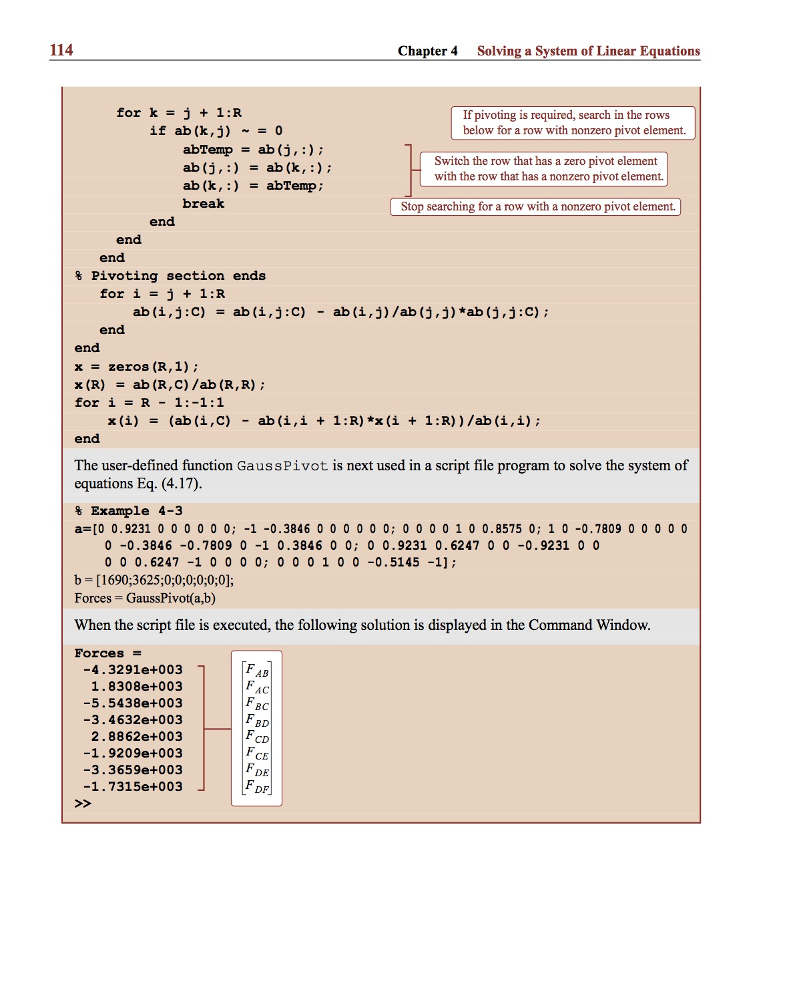 114
Chapter 4 Solving a System of Linear Equations
for k = j + 1:R
If pivoting is required, search in the rows
below for a row with nonzero pivot element.
if ab(k,j) ~ = 0
abTemp = ab(j,:);
ab(j,:) = ab(k,:);
ab(k,:) = abTemp;
Switch the row that has a zero pivot element
with the row that has a nonzero pivot element.
break
Stop searching for a row with a nonzero pivot element.
end
end
end
% Pivoting section ends
for i = j + 1:R
ab(i,j:C) = ab(i,j:C) - ab(i,j)/ab(j,j)*ab(j,j:C);
end
end
x = zeros(R,1);
x(R) = ab(R,C)/ab(R,R);
for i = R - 1:-1:1
x(i) = (ab(i,C) - ab(i,i + 1:R)*x(i + 1:R))/ab(i,i);
end
The user-defined function GaussPivot is next used in a script file program to solve the system of
equations Eq. (4.17).
% Example 4-3
a=[0 0.9231 0 0 0 0 0 0; -1 -0.3846 0 0 0 0 0 0; 0 0 0 0 1 0 0.8575 0; 1 0 -0.7809 0 0 0 0 0
0 -0.3846 -0.7809 0 -1 0.3846 0 0; 0 0.9231 0.6247 0 0 -0.9231 0 0
0 0 0.6247 -1 0 0 0 0; 0 0 0 1 0 0 -0.5145 -1];
b = [1690;3625;0;0;0;0;0;0];
Forces = GaussPivot(a,b)
When the script file is executed, the following solution is displayed in the Command Window.
Forces =
-4.3291e+003
1.8308e+003
-5.5438e+003
-3.4632e+003
2.8862e+003
-1.9209e+003
-3.3659e+003
-1.7315e+003
F AB
F AC
F BC
F BD
F CD
F CE
F DE
F DF
>>